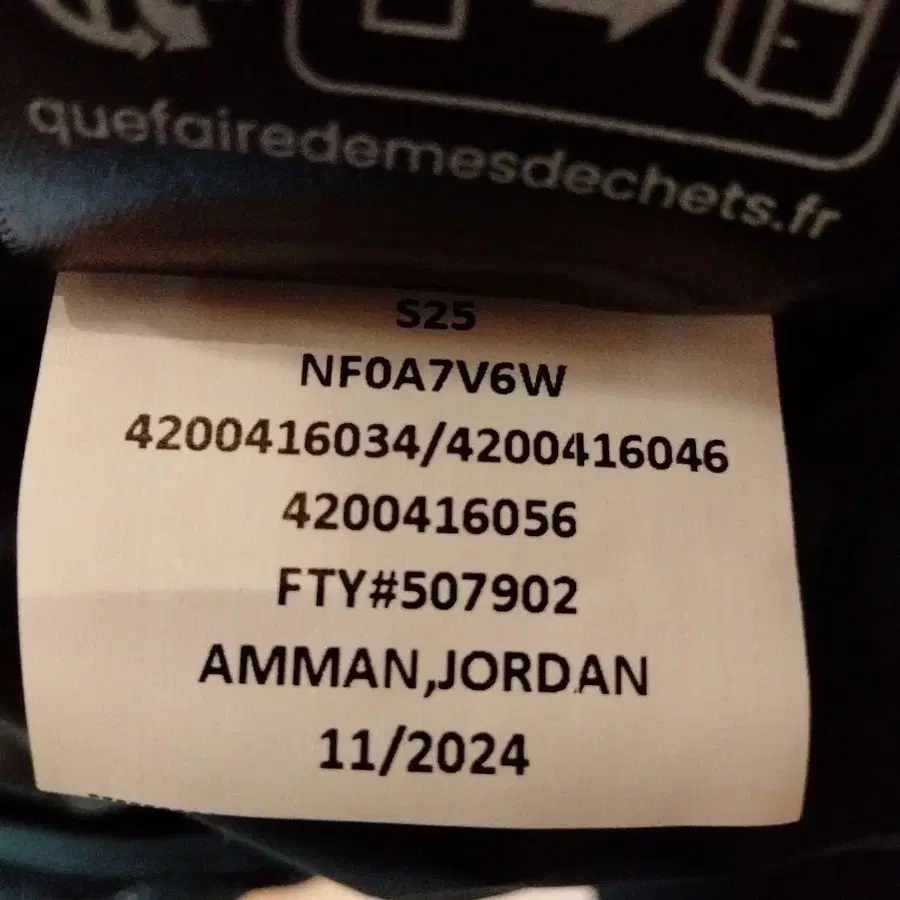 quefairedemesdechets.fr
S25
NF0A7V6W
4200416034/4200416046
4200416056
FTY#507902
AMMAN,JORDAN
11/2024